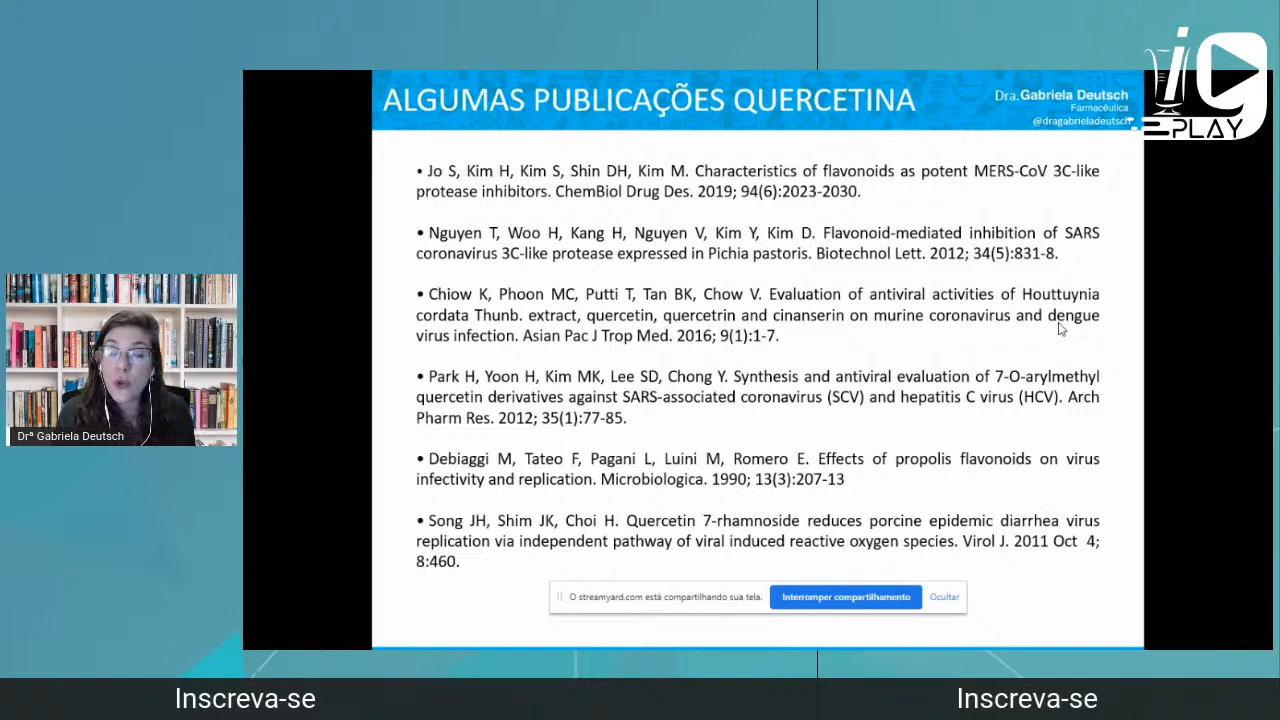 iG
PLAY
ALGUMAS PUBLICAÇÕES QUERCETINA
Dra.Gabriela Deutsch
Farmacêutica
@dragabrieladeutsch
• Jo S, Kim H, Kim S, Shin DH, Kim M. Characteristics of flavonoids as potent MERS-CoV 3C-like
protease inhibitors. ChemBiol Drug Des. 2019; 94(6):2023-2030.
• Nguyen T, Woo H, Kang H, Nguyen V, Kim Y, Kim D. Flavonoid-mediated inhibition of SARS
coronavirus 3C-like protease expressed in Pichia pastoris. Biotechnol Lett. 2012; 34(5):831-8.
• Chiow K, Phoon MC, Putti T, Tan BK, Chow V. Evaluation of antiviral activities of Houttuynia
cordata Thunb. extract, quercetin, quercetrin and cinanserin on murine coronavirus and dengue
virus infection. Asian Pac J Trop Med. 2016; 9(1):1-7.
• Park H, Yoon H, Kim MK, Lee SD, Chong Y. Synthesis and antiviral evaluation of 7-O-arylmethyl
quercetin derivatives against SARS-associated coronavirus (SCV) and hepatitis C virus (HCV). Arch
Pharm Res. 2012; 35(1):77-85.
• Debiaggi M, Tateo F, Pagani L, Luini M, Romero E. Effects of propolis flavonoids on virus
infectivity and replication. Microbiologica. 1990; 13(3):207-13
• Song JH, Shim JK, Choi H. Quercetin 7-rhamnoside reduces porcine epidemic diarrhea virus
replication via independent pathway of viral induced reactive oxygen species. Virol J. 2011 Oct 4;
8:460.
Drª Gabriela Deutsch
O streamyard.com está compartilhando sua tela. Interromper compartilhamento Ocultar
Inscreva-se Inscreva-se